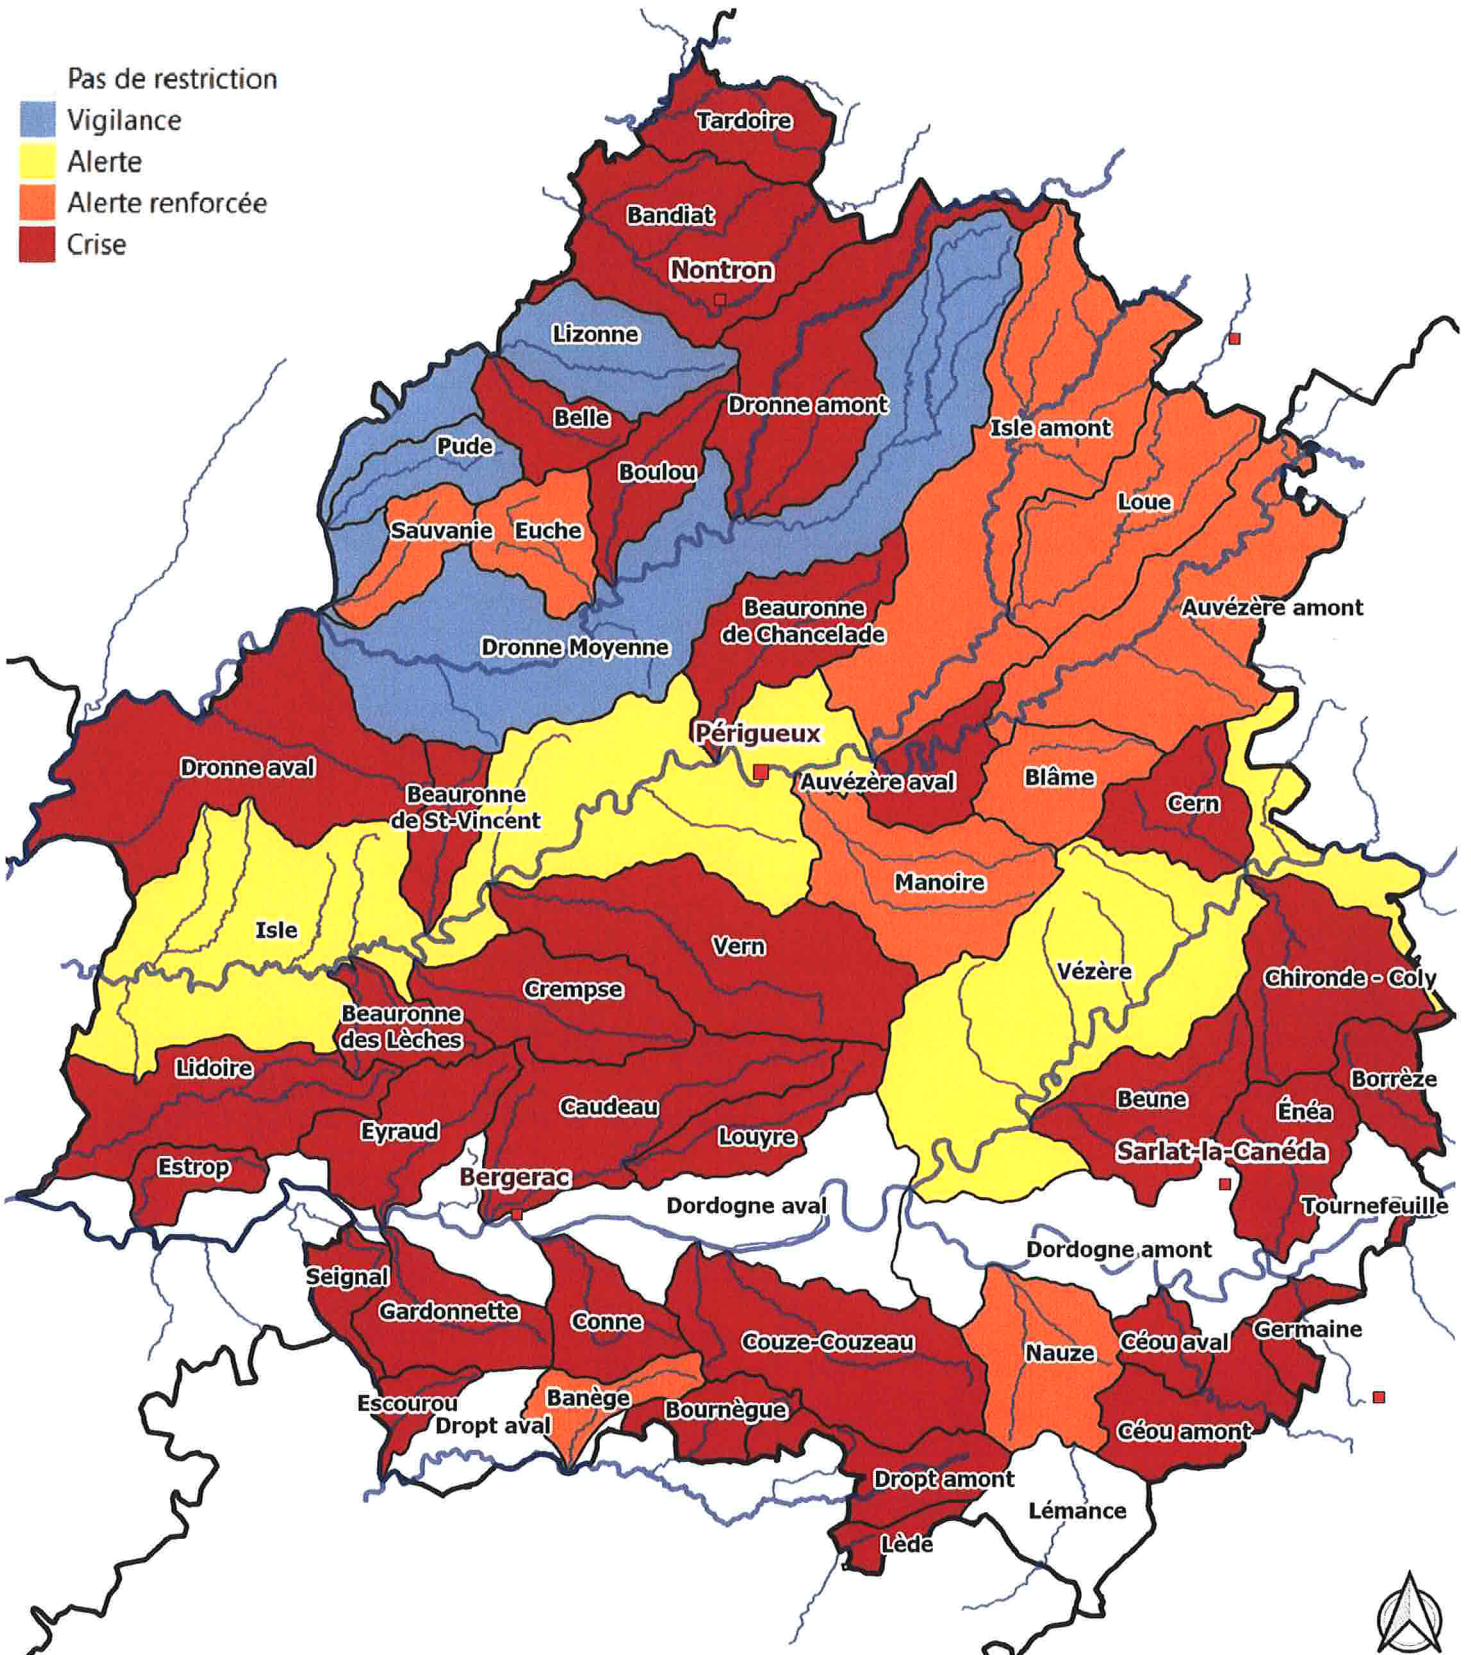 Pas de restriction
Vigilance
Alerte
Alerte renforcée
Crise
Tardoire
Bandiat
Nontron
Lizonne
Belle
Dronne amont
Pude
Isle amont
Boulou
Loue
Sauvanie
Euche
Beauronne
de Chancelade
Auvézère amont
Dronne Moyenne
Périgueux
Dronne aval
Auvézère aval
Blâme
Beauronne
de St-Vincent
Cern
Manoire
Isle
Vern
Vézère
Chironde - Coly
Crempse
Beauronne
des Lèches
Lidoire
Borrèze
Caudeau
Beune
Énéa
Eyraud
Louyre
Sarlat-la-Canéda
Estrop
Bergerac
Dordogne aval
Tournefeuille
Dordogne amont
Seignal
Gardonnette
Conne
Couze-Couzeau
Nauze
Céou aval
Germaine
Escourou
Banège
Bournègue
Dropt aval
Céou amont
Dropt amont
Lémance
Lède